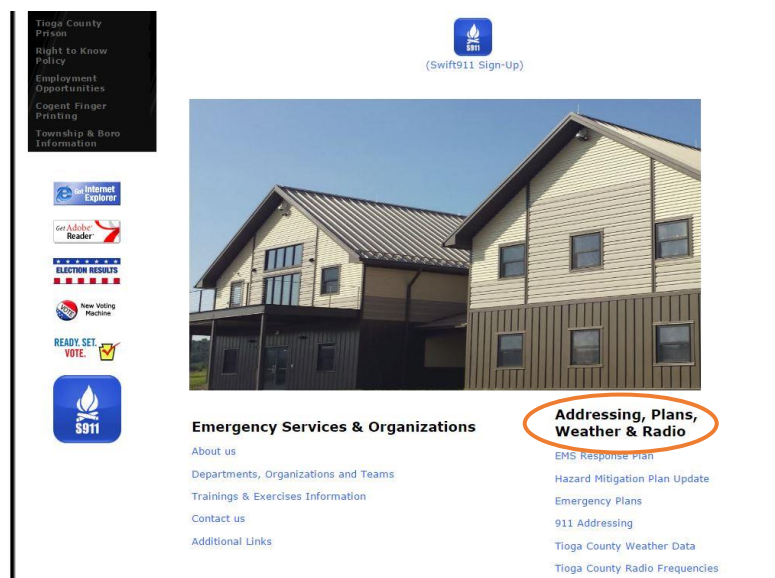 Tioga County
Prison
Right to Know
Policy
Employment
Opportunities
Cogent Finger
Printing
Township & Boro
Information
Get Internet
Explorer
Get Adobe
Reader
ELECTION RESULTS
VOTE
New Voting
Machine
READY. SET.
VOTE.
S911
S911
(Swift911 Sign-Up)
Emergency Services & Organizations
About us
Departments, Organizations and Teams
Trainings & Exercises Information
Contact us
Additional Links
Addressing, Plans,
Weather & Radio
EMS Response Plan
Hazard Mitigation Plan Update
Emergency Plans
911 Addressing
Tioga County Weather Data
Tioga County Radio Frequencies